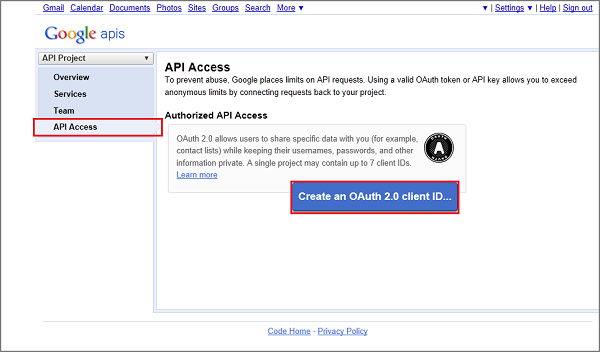 Gmail Calendar Documents Photos Sites Groups Search More ▼ ▼ | Settings ▼ | Help | Sign out
Google apis
API Project ▼
Overview
Services
Team
API Access
API Access
To prevent abuse, Google places limits on API requests. Using a valid OAuth token or API key allows you to exceed
anonymous limits by connecting requests back to your project.
Authorized API Access
OAuth 2.0 allows users to share specific data with you (for example,
contact lists) while keeping their usernames, passwords, and other
information private. A single project may contain up to 7 client IDs.
Learn more
A
Create an OAuth 2.0 client ID...
Code Home - Privacy Policy